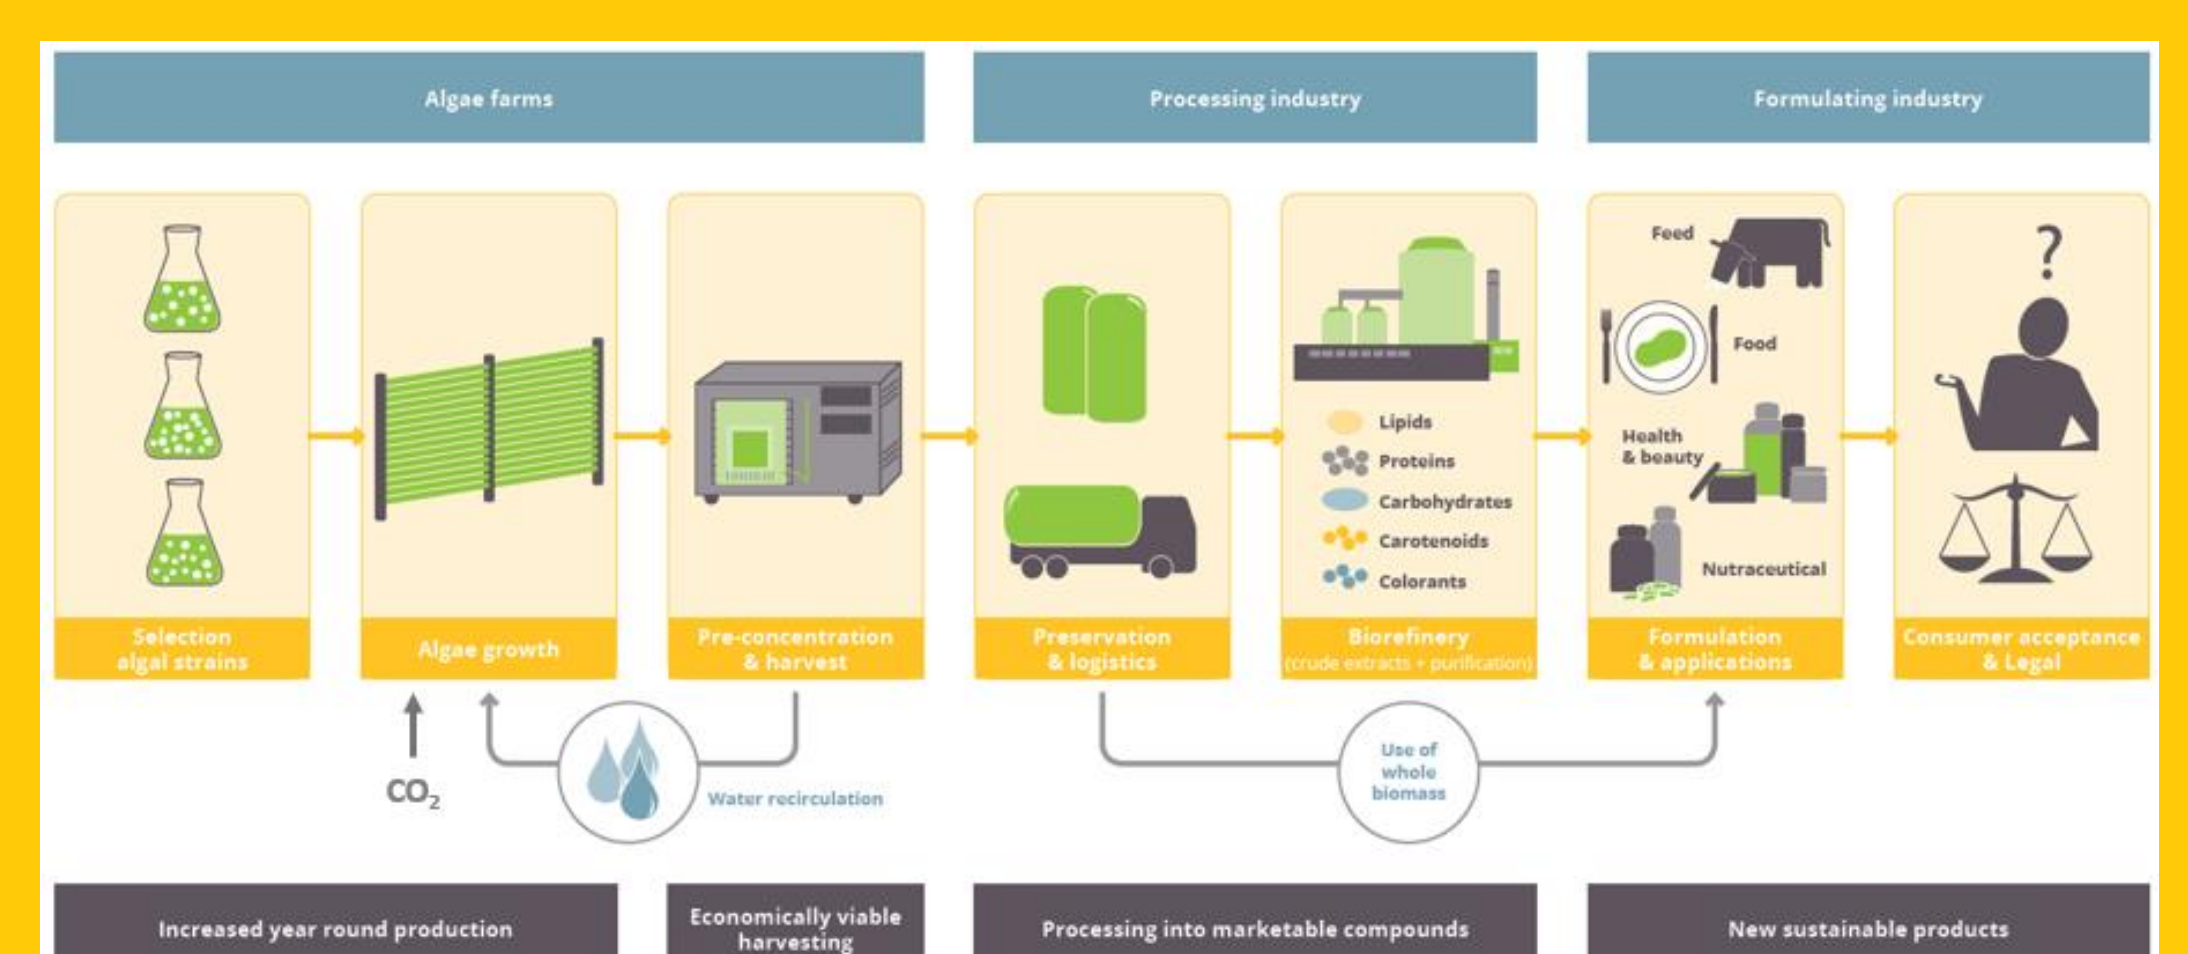 Algae farms
Processing industry
Formulating industry
Feed
Food
Health
& beauty
Nutraceutical
?
Lipids
Proteins
Carbohydrates
Carotenoids
Colorants
Selection
algal strains
Algae growth
Pre-concentration
& harvest
Preservation
& logistics
Biorefinery
(crude extracts + purification)
Formulation
& applications
Consumer acceptance
& Legal
CO₂
Water recirculation
Use of
whole
biomass
Increased year round production
Economically viable
harvesting
Processing into marketable compounds
New sustainable products